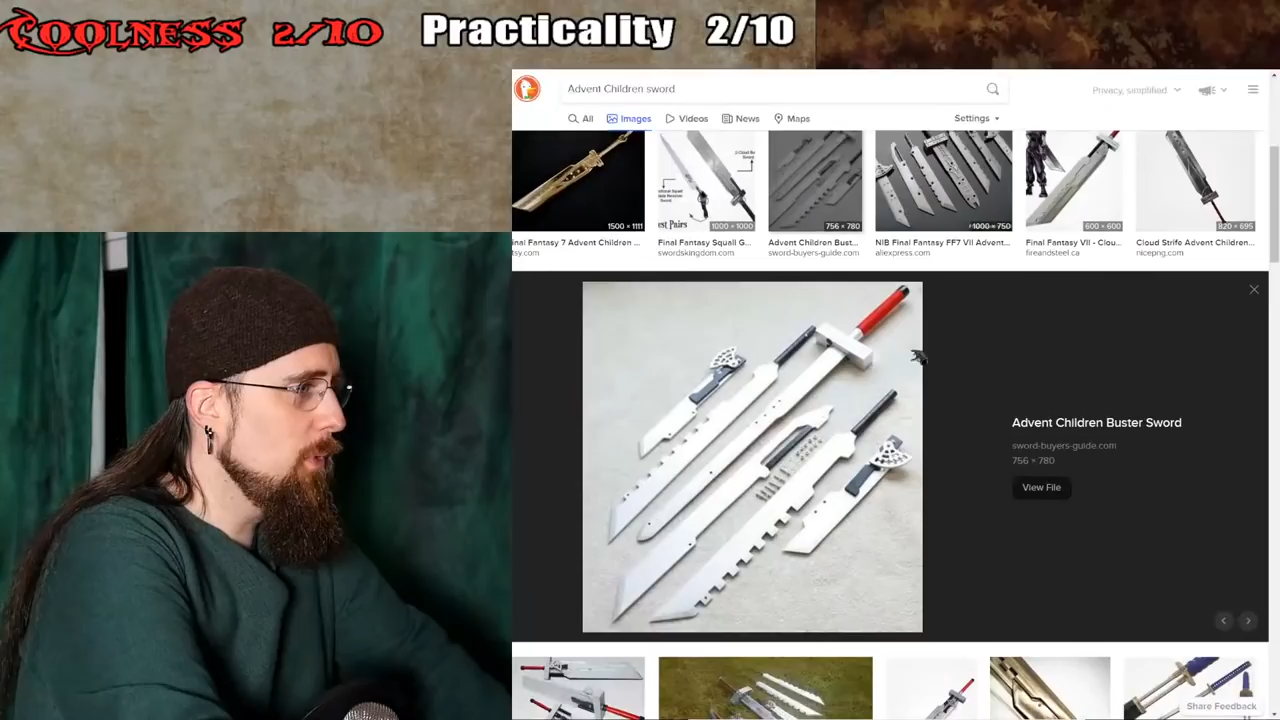 COOLNESS 2/10 Practicality 2/10
Advent Children sword
Privacy, simplified
All Images Videos News Maps Settings
1500 × 1111 1000 × 1000 756 × 780 1000 × 750 600 × 600 820 × 695
inal Fantasy 7 Advent Children ... Final Fantasy Squall G... Advent Children Bust... NIB Final Fantasy FF7 VII Advent... Final Fantasy VII - Clou... Cloud Strife Advent Children...
tsy.com swordskingdom.com sword-buyers-guide.com aliexpress.com fireandsteel.ca nicepng.com
Advent Children Buster Sword
sword-buyers-guide.com
756 × 780
View File
Share Feedback